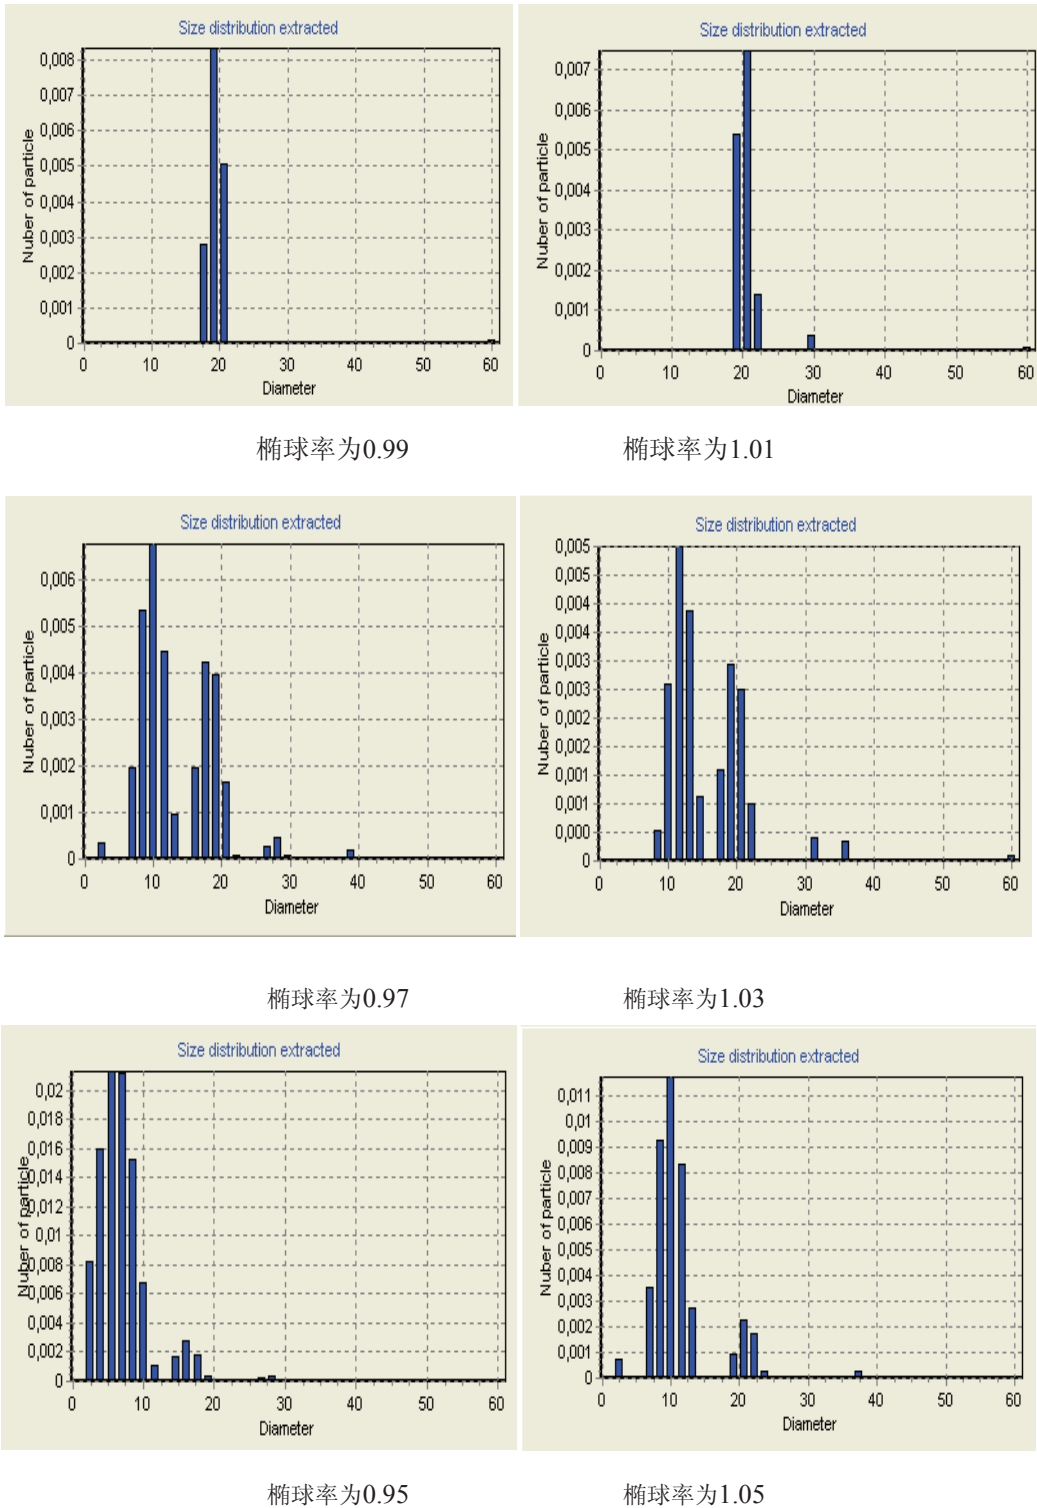 Size distribution extracted
Nuber of particle
0,008
0,007
0,006
0,005
0,004
0,003
0,002
0,001
0
0 10 20 30 40 50 60
Diameter
Size distribution extracted
Nuber of particle
0,007
0,006
0,005
0,004
0,003
0,002
0,001
0
0 10 20 30 40 50 60
Diameter
椭球率为0.99
椭球率为1.01
Size distribution extracted
Nuber of particle
0,006
0,005
0,004
0,003
0,002
0,001
0
0 10 20 30 40 50 60
Diameter
Size distribution extracted
Nuber of particle
0,005
0,005
0,004
0,004
0,003
0,003
0,002
0,002
0,001
0,001
0,000
0
0 10 20 30 40 50 60
Diameter
椭球率为0.97
椭球率为1.03
Size distribution extracted
Nuber of particle
0,02
0,018
0,016
0,014
0,012
0,01
0,008
0,006
0,004
0,002
0
0 10 20 30 40 50 60
Diameter
Size distribution extracted
Nuber of particle
0,011
0,01
0,009
0,008
0,007
0,006
0,005
0,004
0,003
0,002
0,001
0
0 10 20 30 40 50 60
Diameter
椭球率为0.95
椭球率为1.05